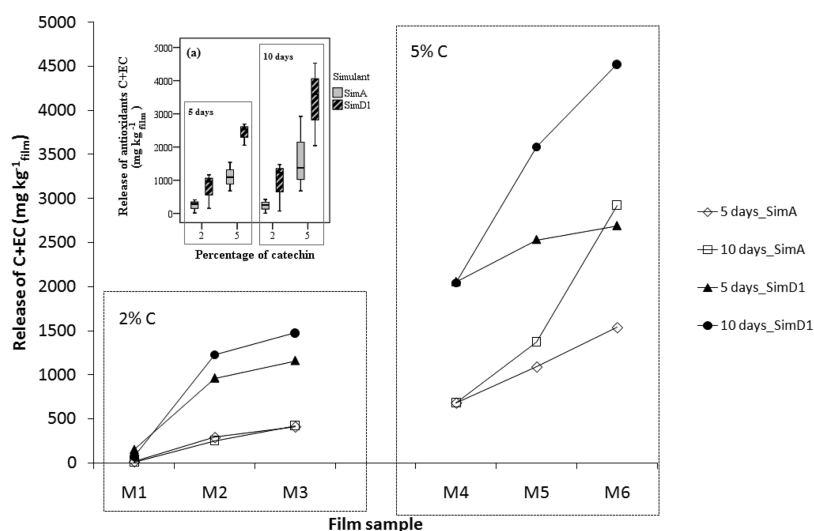 5000
4500
4000
3500
3000
2500
2000
1500
1000
500
0
Release of C+EC (mg kg⁻¹film)
2% C
5% C
M1 M2 M3 M4 M5 M6
Film sample
5 days_SimA
10 days_SimA
5 days_SimD1
10 days_SimD1
(a)
10 days
5 days
Simulant
SimA
SimD1
5000
4000
3000
2000
1000
0
Release of antioxidants C+EC
(mg kg⁻¹film)
2 5 2 5
Percentage of catechin